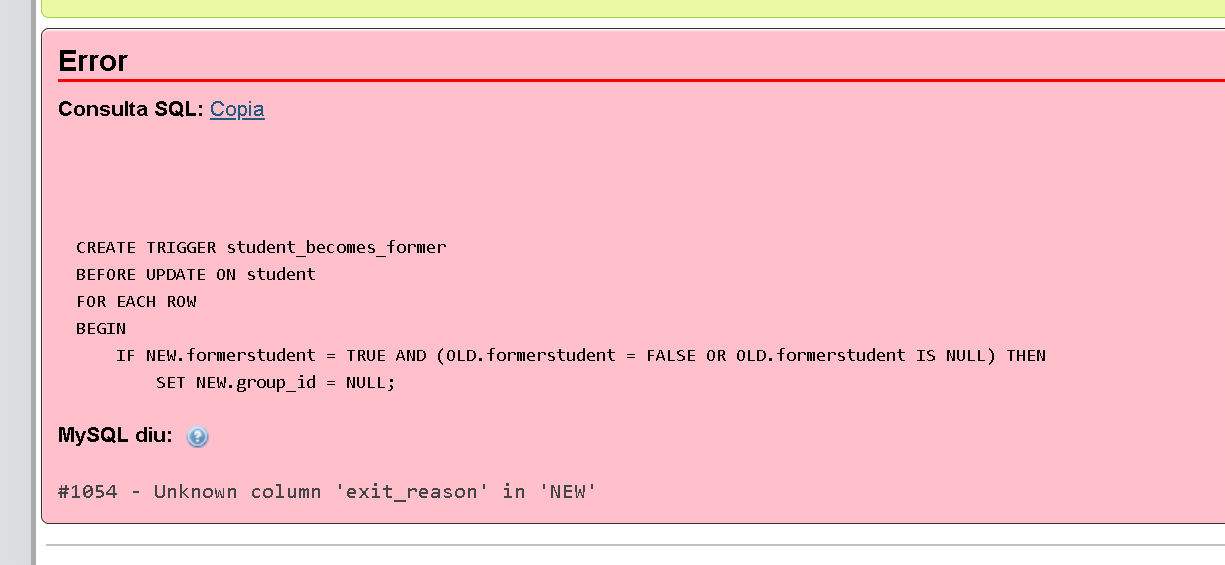 Error
Consulta SQL: Copia
CREATE TRIGGER student_becomes_former
BEFORE UPDATE ON student
FOR EACH ROW
BEGIN
    IF NEW.formerstudent = TRUE AND (OLD.formerstudent = FALSE OR OLD.formerstudent IS NULL) THEN
        SET NEW.group_id = NULL;
MySQL diu:
#1054 - Unknown column 'exit_reason' in 'NEW'